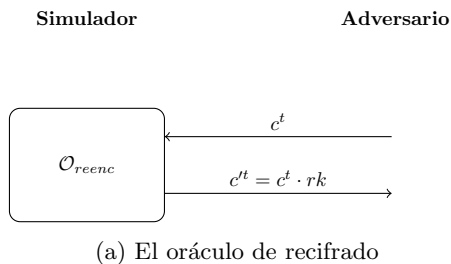 Simulador Adversario
c^t
O_reenc
c'^t = c^t · rk
(a) El oráculo de recifrado